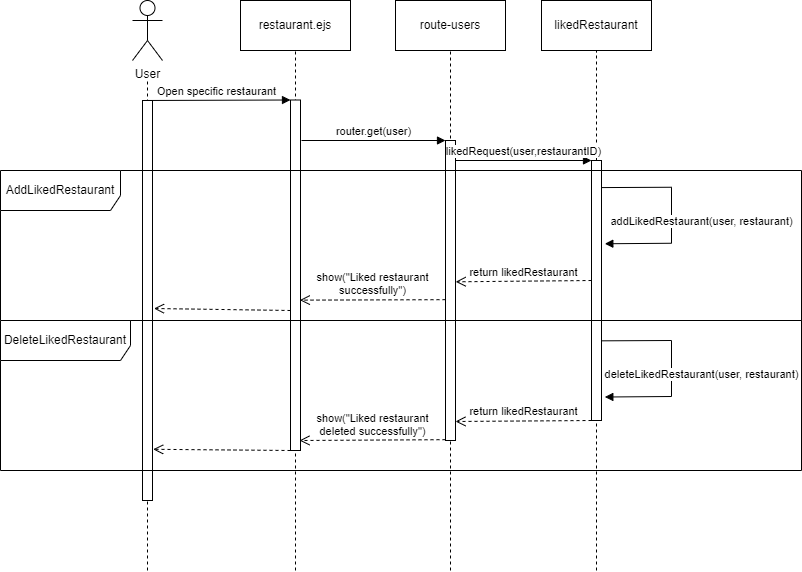 restaurant.ejs
route-users
likedRestaurant
User
Open specific restaurant
router.get(user)
likedRequest(user,restaurantID)
AddLikedRestaurant
addLikedRestaurant(user, restaurant)
return likedRestaurant
show("Liked restaurant
successfully")
DeleteLikedRestaurant
deleteLikedRestaurant(user, restaurant)
return likedRestaurant
show("Liked restaurant
deleted successfully")